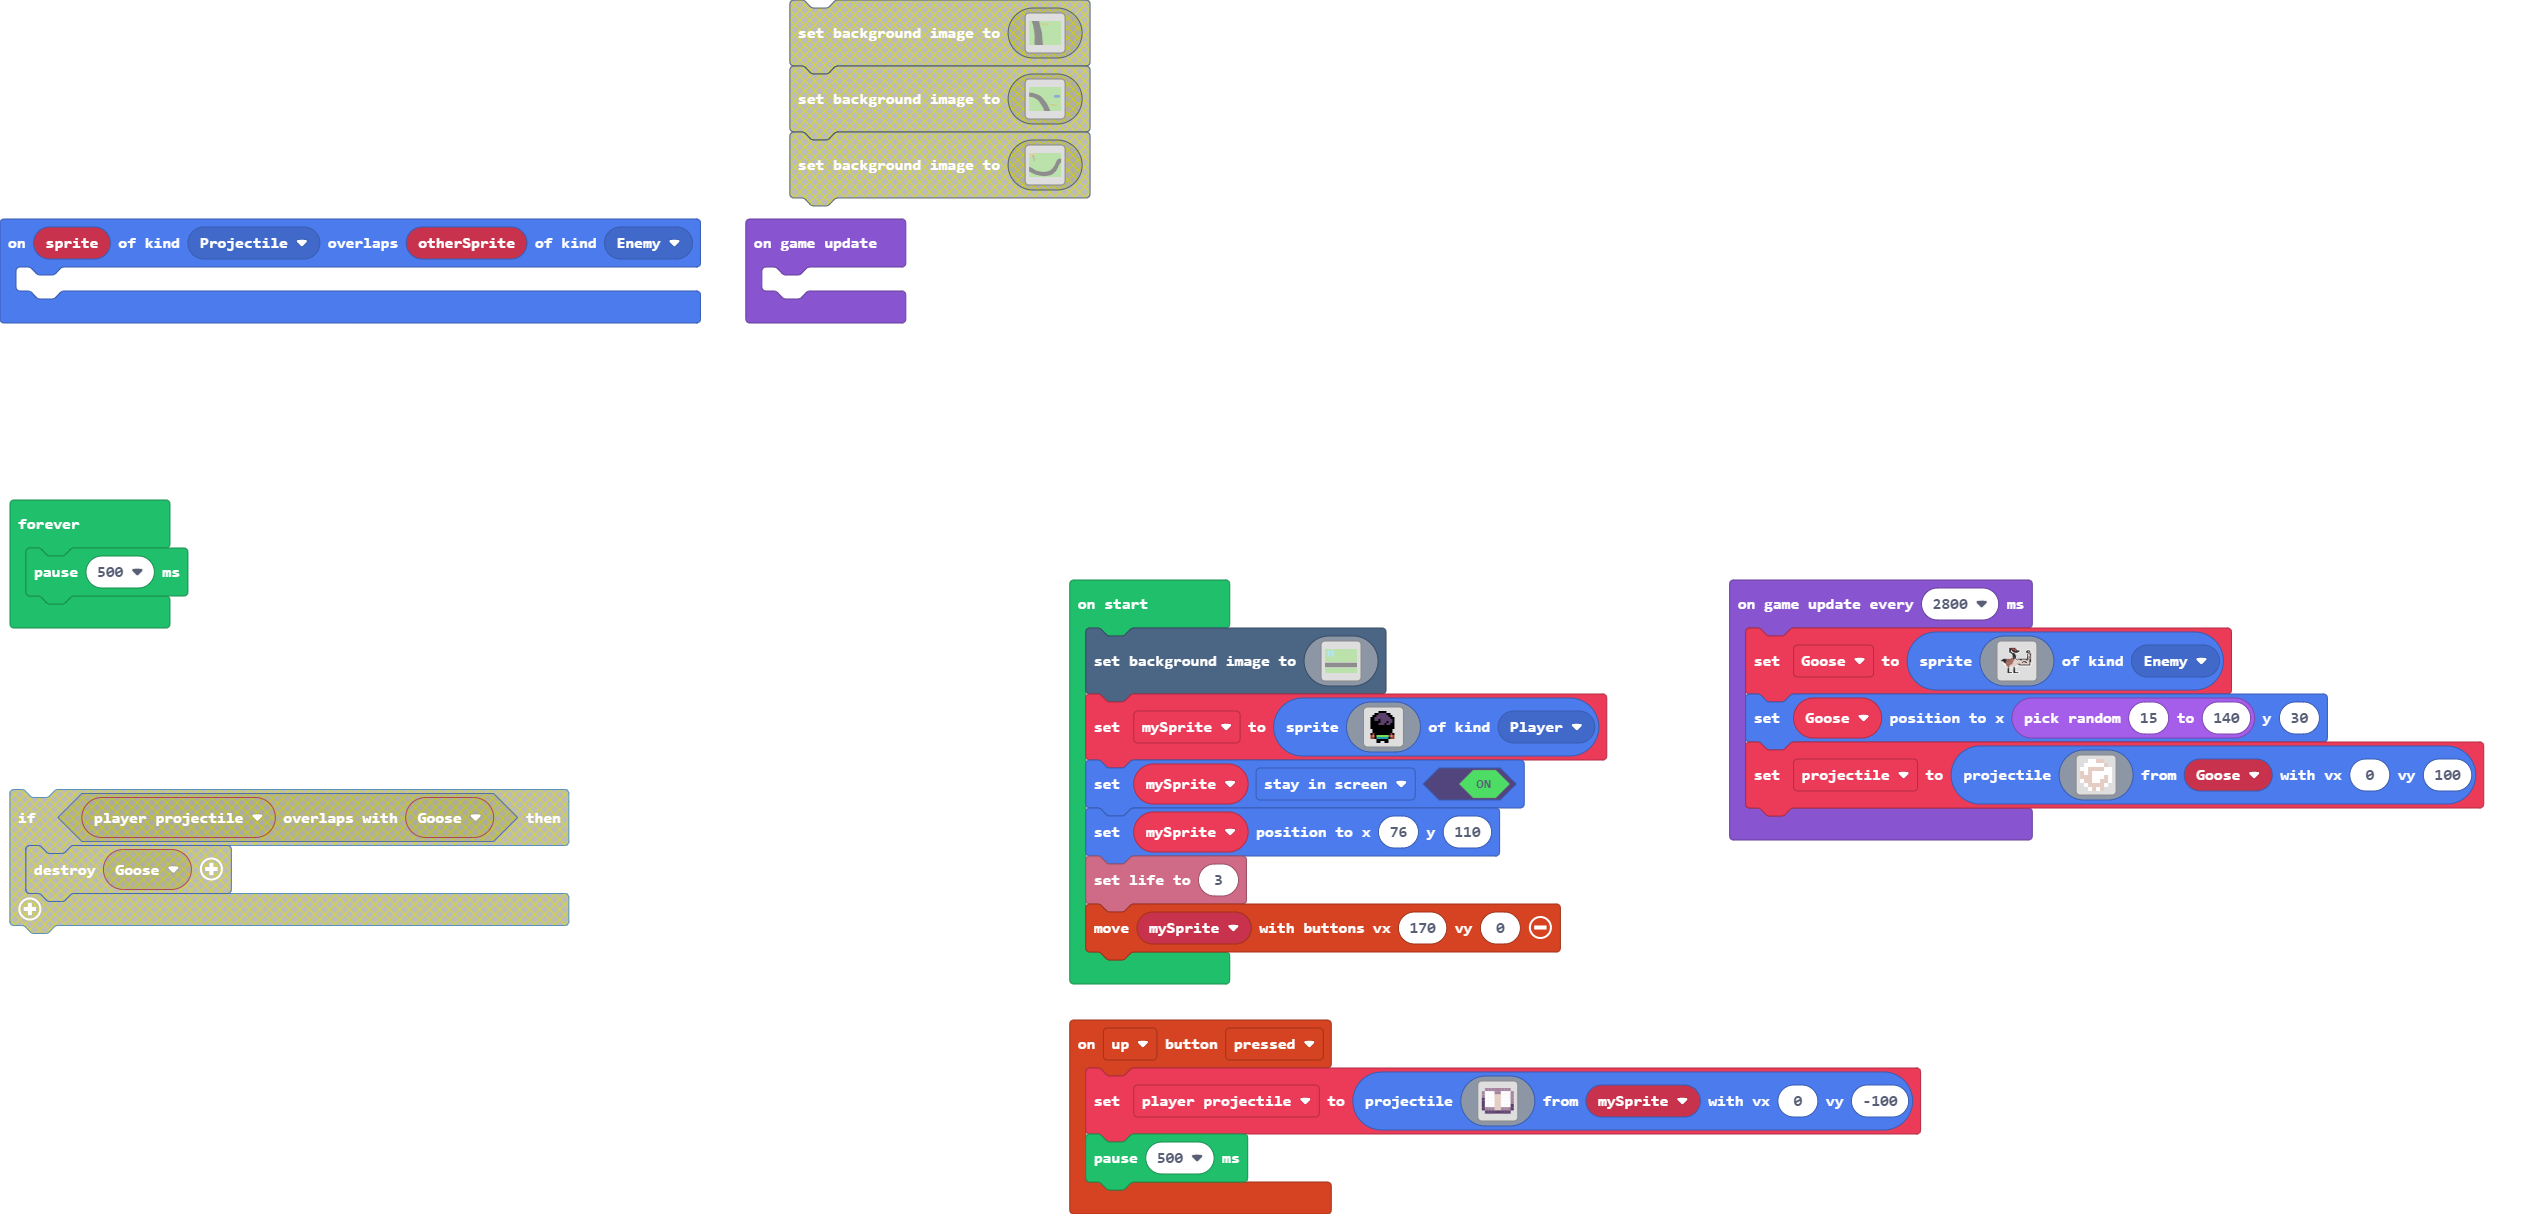 set background image to
set background image to
set background image to
on sprite of kind Projectile overlaps otherSprite of kind Enemy
on game update
forever
pause 500 ms
if player projectile overlaps with Goose then
destroy Goose
on start
set background image to
set mySprite to sprite of kind Player
set mySprite stay in screen ON
set mySprite position to x 76 y 110
set life to 3
move mySprite with buttons vx 170 vy 0
on game update every 2800 ms
set Goose to sprite of kind Enemy
set Goose position to x pick random 15 to 140 y 30
set projectile to projectile from Goose with vx 0 vy 100
on up button pressed
set player projectile to projectile from mySprite with vx 0 vy -100
pause 500 ms